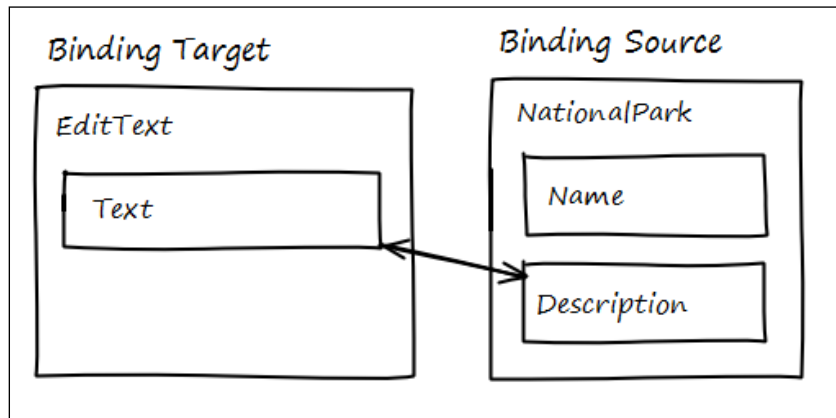 Binding Target
EditText
Text
Binding Source
NationalPark
Name
Description